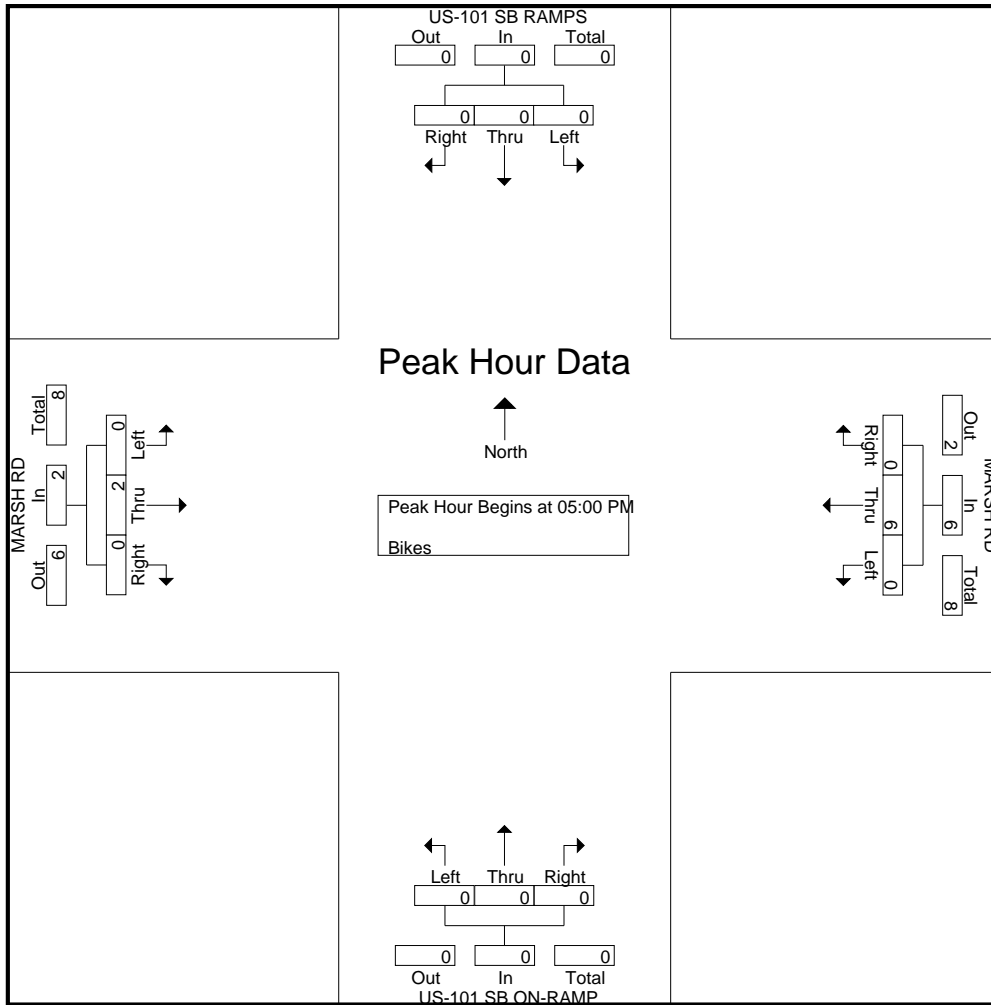 US-101 SB RAMPS
Out In Total
0 0 0
0 0 0
Right Thru Left
Peak Hour Data
North
Peak Hour Begins at 05:00 PM
Bikes
MARSH RD
Out In Total
6 2 8
0 2 0
Left Thru Right
MARSH RD
Out In Total
2 6 8
0 6 0
Right Thru Left
Left Thru Right
0 0 0
0 0 0
Out In Total
US-101 SB ON-RAMP